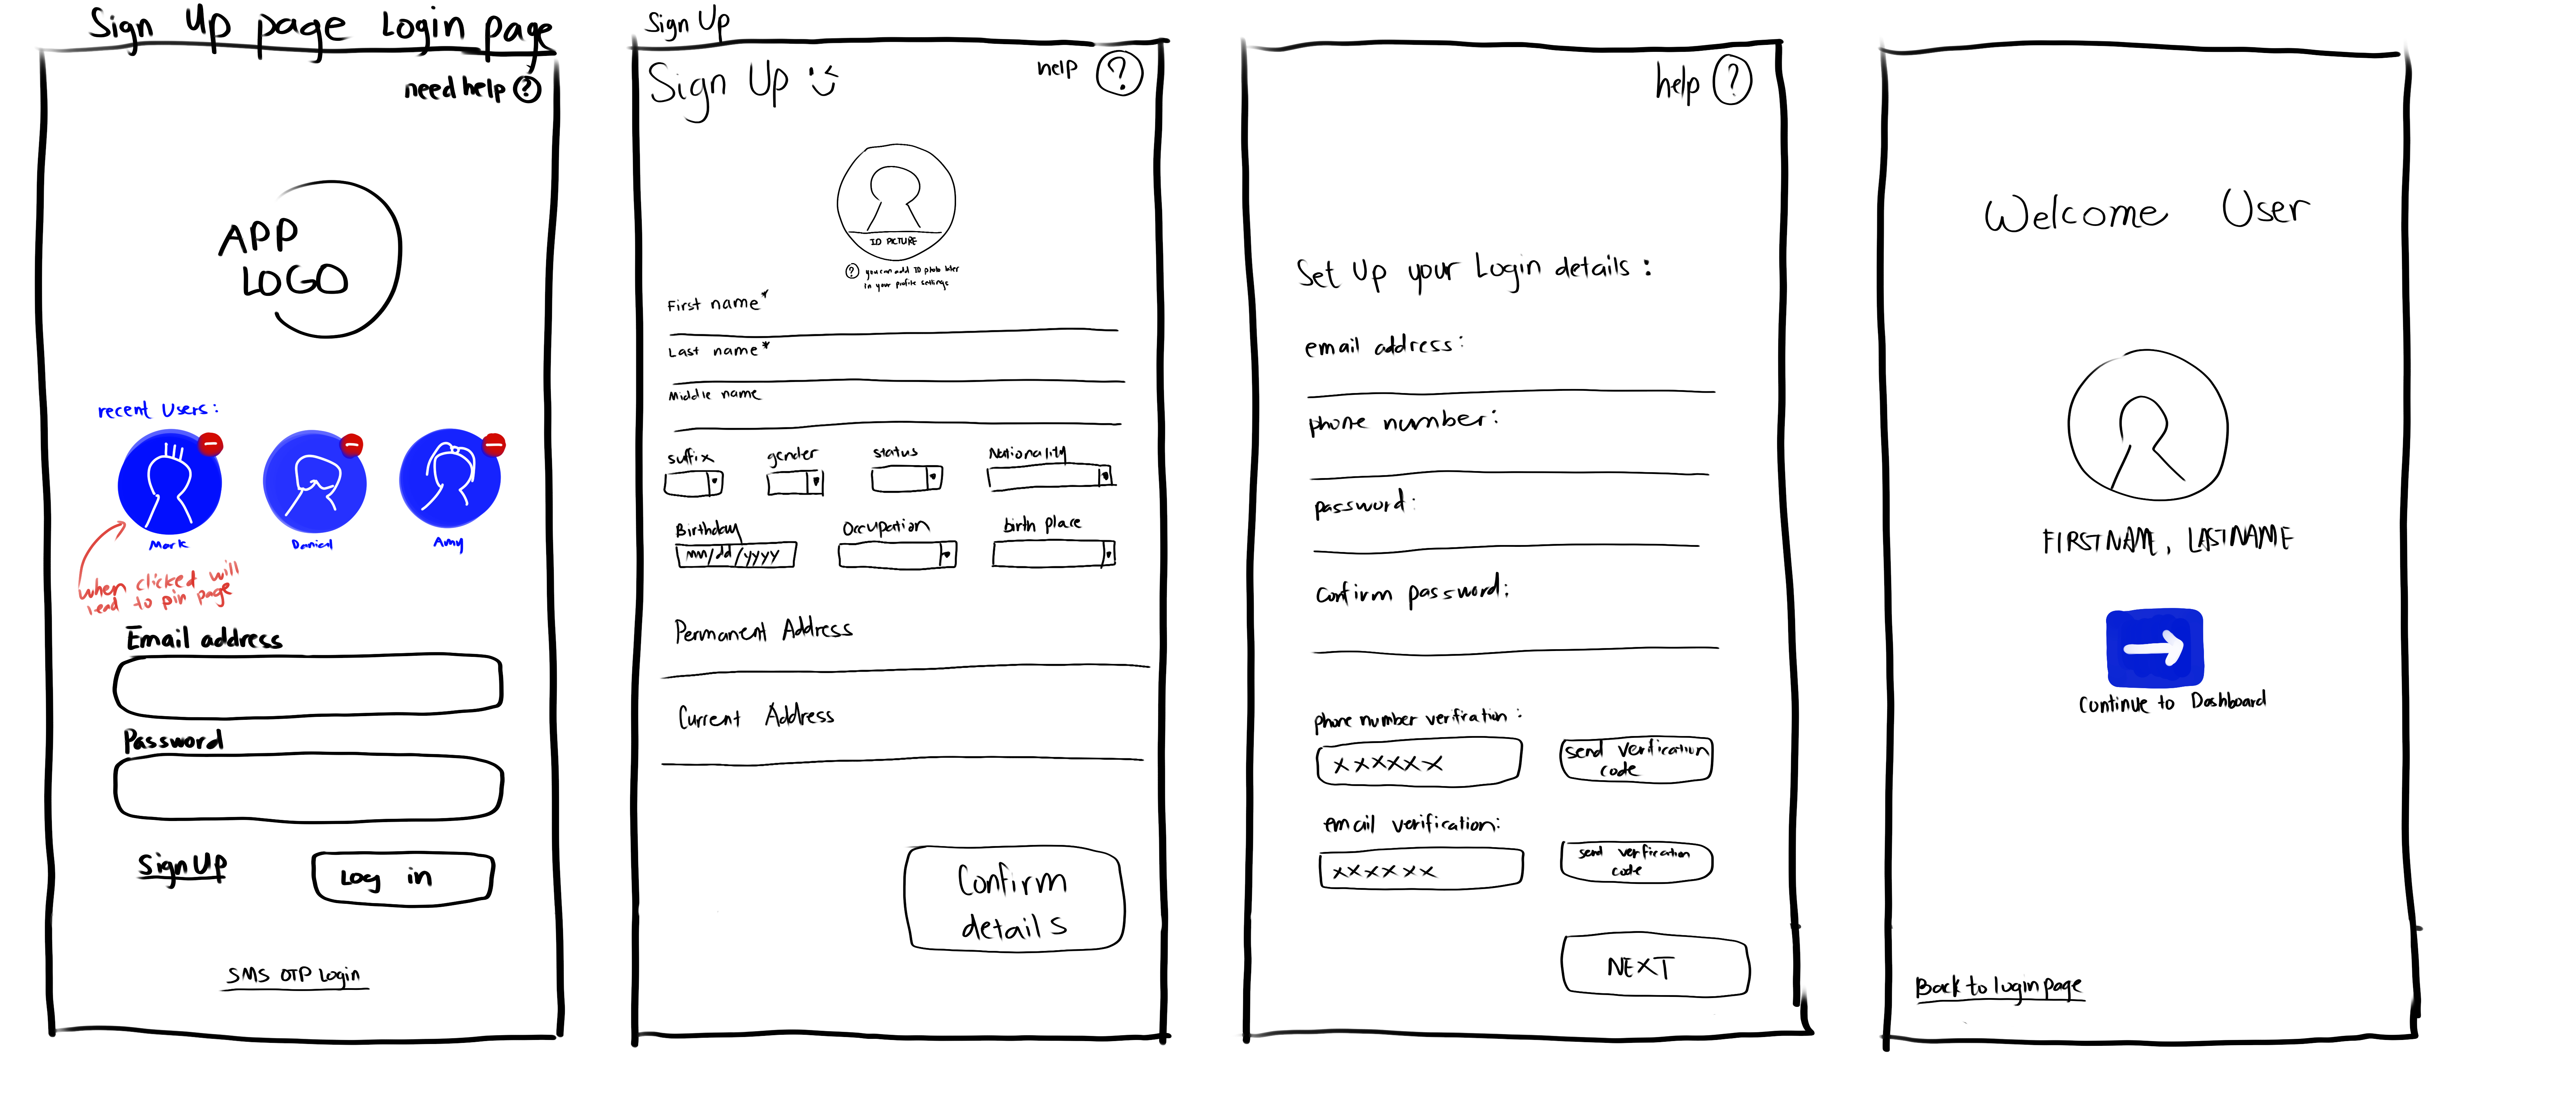 Sign Up page Login page
need help ?
APP
LOGO
recent Users:
Mark
Daniel
Amy
when clicked will
lead to pin page
Email address
Password
Sign Up
Log in
SMS OTP Login
Sign Up
Sign Up
help ?
ID PICTURE
? you can add ID photo later
in your profile settings
First name*
Last name*
Middle name
suffix
gender
status
Nationality
Birthday
Occupation
birth place
mm/dd/yyyy
Permanent Address
Current Address
Confirm
details
help ?
Set Up your Login details:
email address:
phone number:
password:
Confirm password:
phone number verifration:
xxxxxx
send verification
code
email verification:
xxxxxx
send verfication
code
NEXT
Welcome User
FIRSTNAME, LASTNAME
Continue to Dashboard
Back to login page